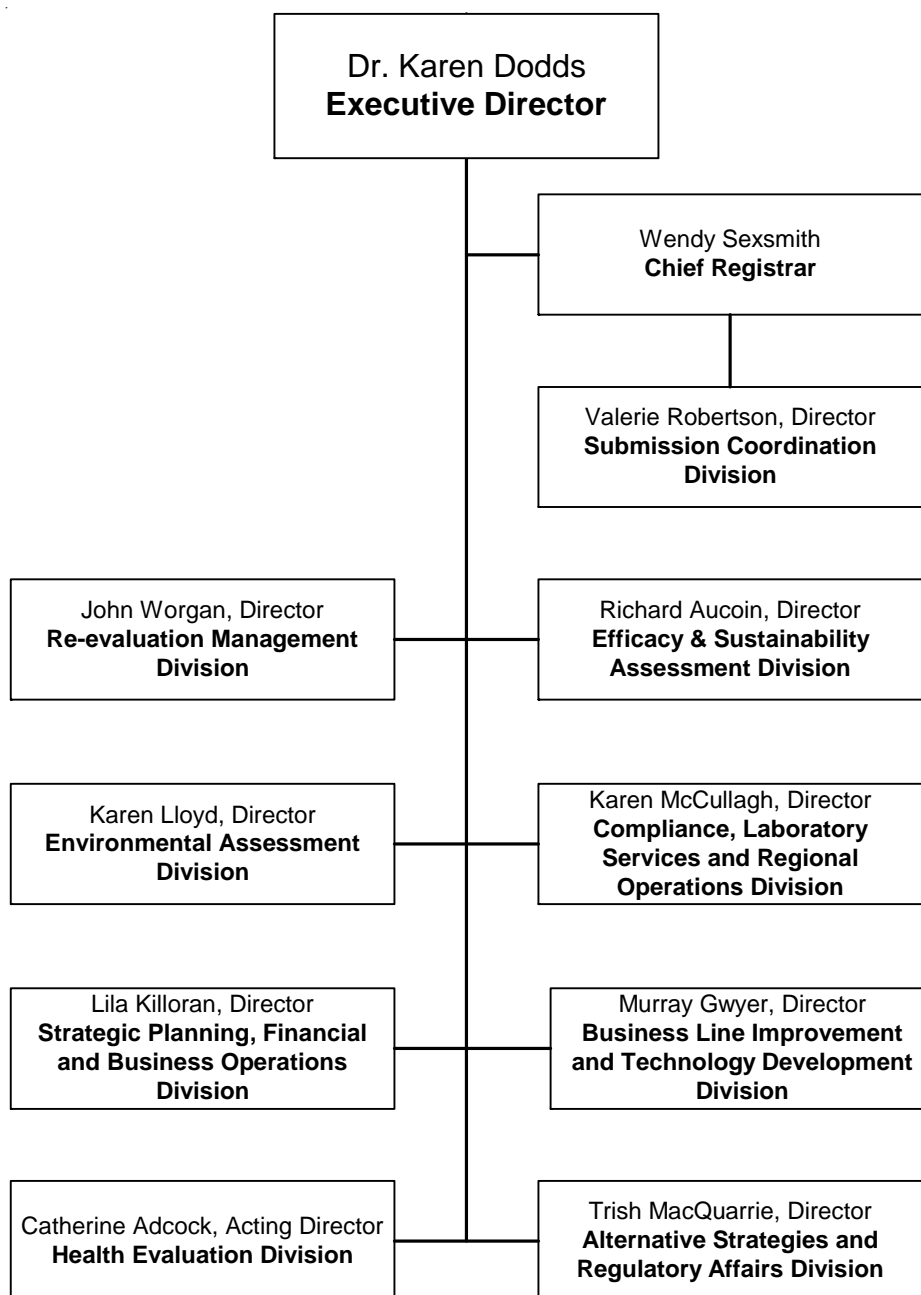 Dr. Karen Dodds
Executive Director
Wendy Sexsmith
Chief Registrar
Valerie Robertson, Director
Submission Coordination
Division
John Worgan, Director
Re-evaluation Management
Division
Richard Aucoin, Director
Efficacy & Sustainability
Assessment Division
Karen Lloyd, Director
Environmental Assessment
Division
Karen McCullagh, Director
Compliance, Laboratory
Services and Regional
Operations Division
Lila Killoran, Director
Strategic Planning, Financial
and Business Operations
Division
Murray Gwyer, Director
Business Line Improvement
and Technology Development
Division
Catherine Adcock, Acting Director
Health Evaluation Division
Trish MacQuarrie, Director
Alternative Strategies and
Regulatory Affairs Division